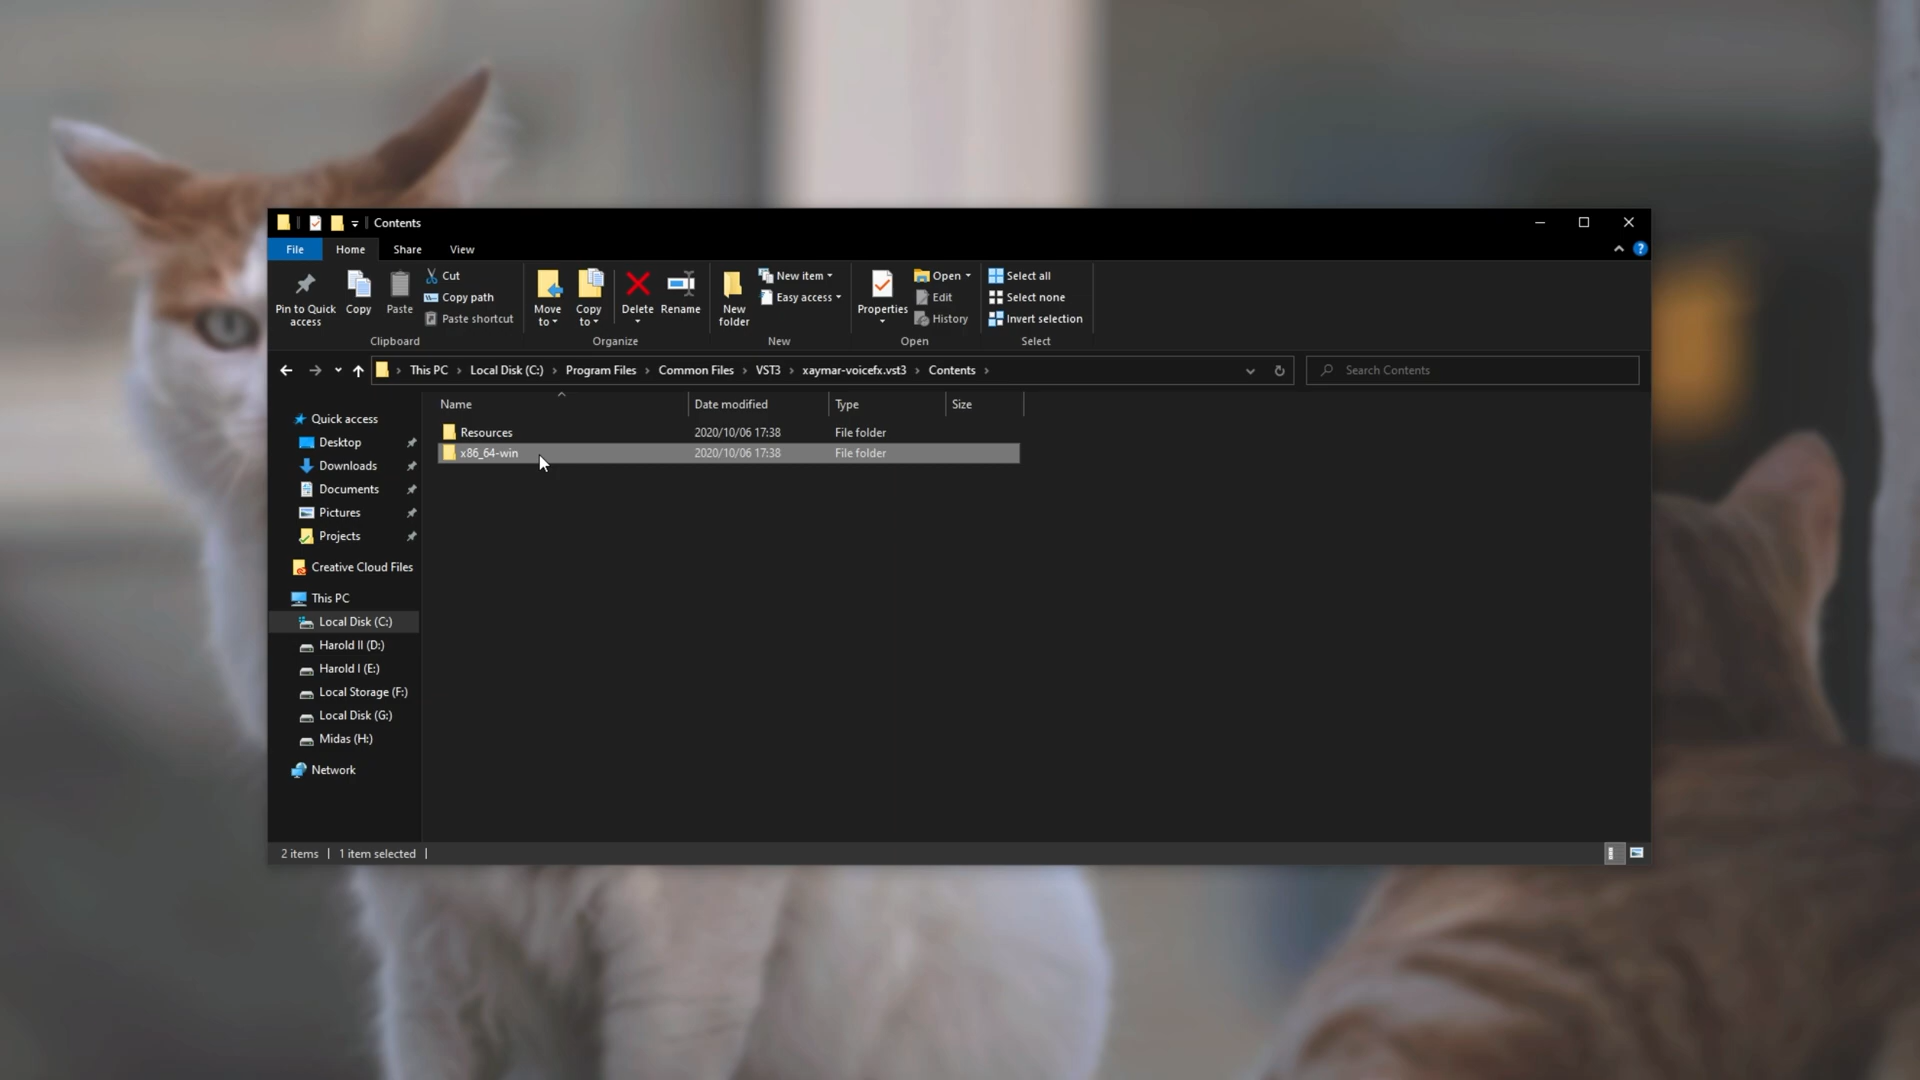 Contents
File Home Share View
Pin to Quick access
Copy
Paste
Cut
Copy path
Paste shortcut
Clipboard
Move to
Copy to
Delete
Rename
Organize
New folder
New item
Easy access
New
Properties
Open
Edit
History
Open
Select all
Select none
Invert selection
Select
This PC › Local Disk (C:) › Program Files › Common Files › VST3 › xaymar-voicefx.vst3 › Contents ›
Search Contents
Name Date modified Type Size
Resources 2020/10/06 17:38 File folder
x86_64-win 2020/10/06 17:38 File folder
Quick access
Desktop
Downloads
Documents
Pictures
Projects
Creative Cloud Files
This PC
Local Disk (C:)
Harold II (D:)
Harold I (E:)
Local Storage (F:)
Local Disk (G:)
Midas (H:)
Network
2 items | 1 item selected |